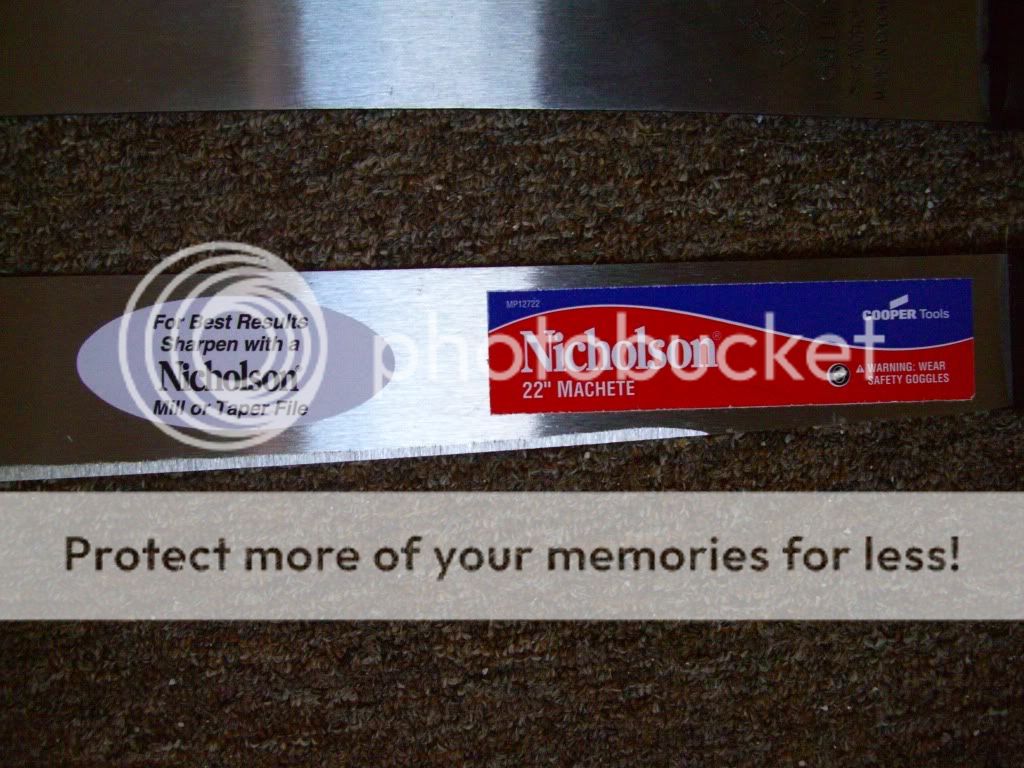 For Best Results
Sharpen with a
Nicholson®
Mill or Taper File
MP12722
COOPER Tools
Nicholson®
22" MACHETE
⚠ WARNING: WEAR
SAFETY GOGGLES
photobucket
Protect more of your memories for less!